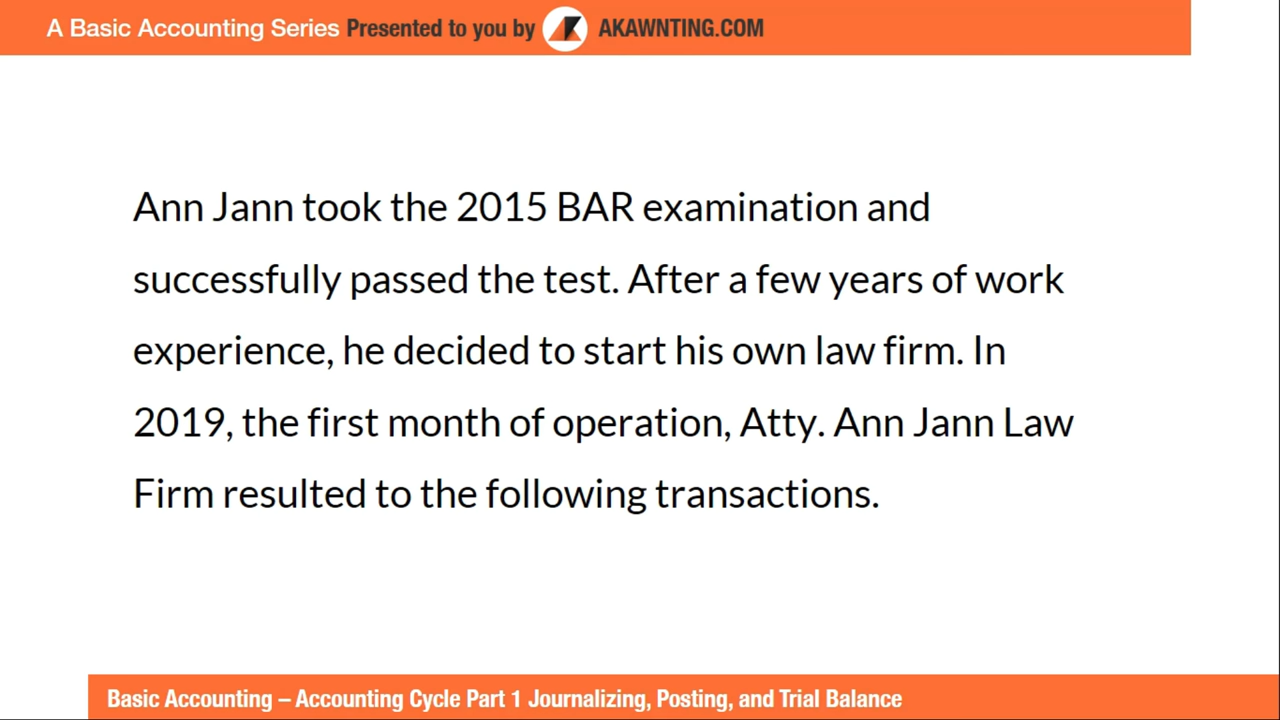 A Basic Accounting Series Presented to you by AKAWNTING.COM
Ann Jann took the 2015 BAR examination and
successfully passed the test. After a few years of work
experience, he decided to start his own law firm. In
2019, the first month of operation, Atty. Ann Jann Law
Firm resulted to the following transactions.
Basic Accounting – Accounting Cycle Part 1 Journalizing, Posting, and Trial Balance